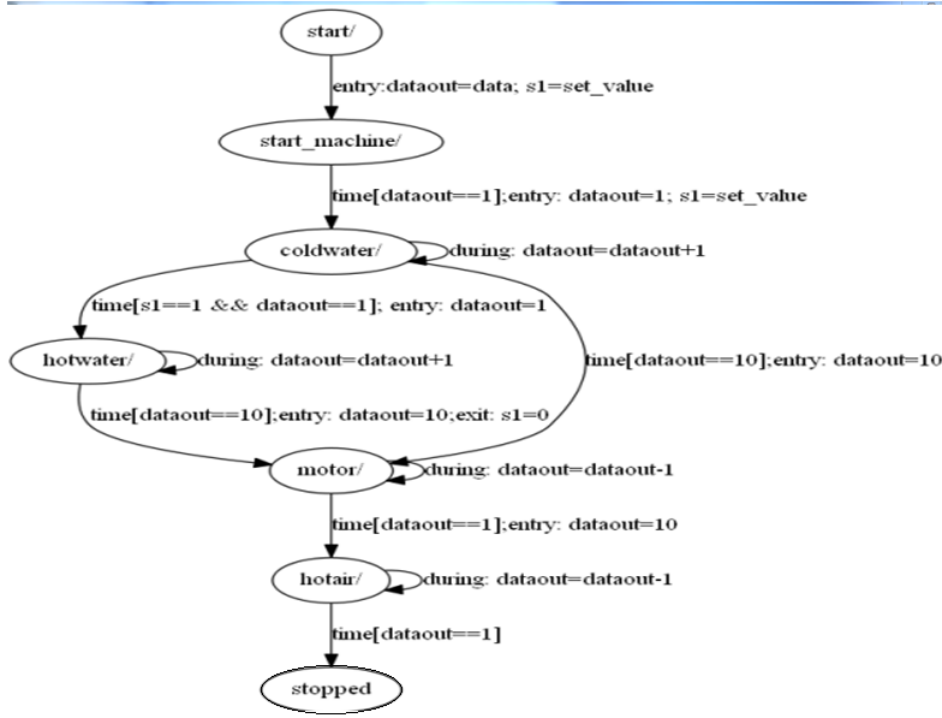 start/
entry:dataout=data; s1=set_value
start_machine/
time[dataout==1];entry: dataout=1; s1=set_value
coldwater/
during: dataout=dataout+1
time[s1==1 && dataout==1]; entry: dataout=1
hotwater/
during: dataout=dataout+1
time[dataout==10];entry: dataout=10
time[dataout==10];entry: dataout=10;exit: s1=0
motor/
during: dataout=dataout-1
time[dataout==1];entry: dataout=10
hotair/
during: dataout=dataout-1
time[dataout==1]
stopped